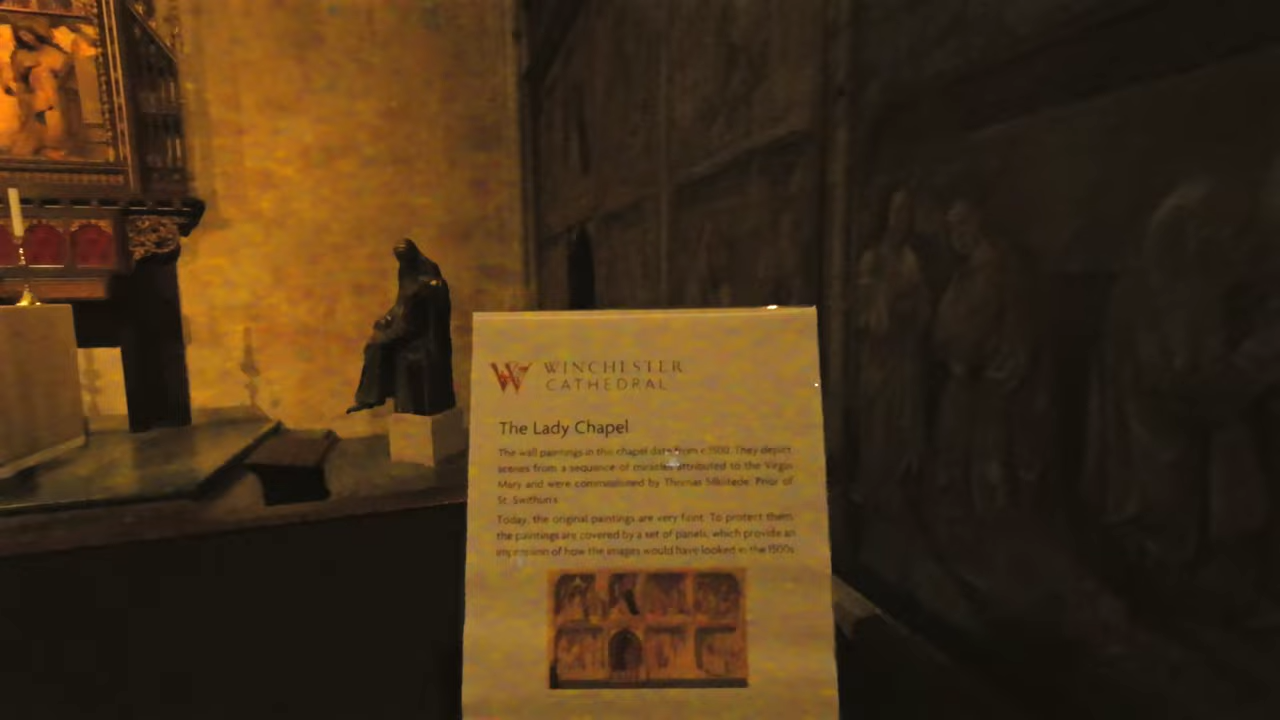 WINCHESTER
CATHEDRAL
The Lady Chapel
The wall paintings in this chapel date from c.1500. They depict
scenes from a sequence of miracles attributed to the Virgin
Mary and were commissioned by Thomas Silkstede, Prior of
St. Swithun's
Today, the original paintings are very faint. To protect them,
the paintings are covered by a set of panels, which provide an
impression of how the images would have looked in the 1500s